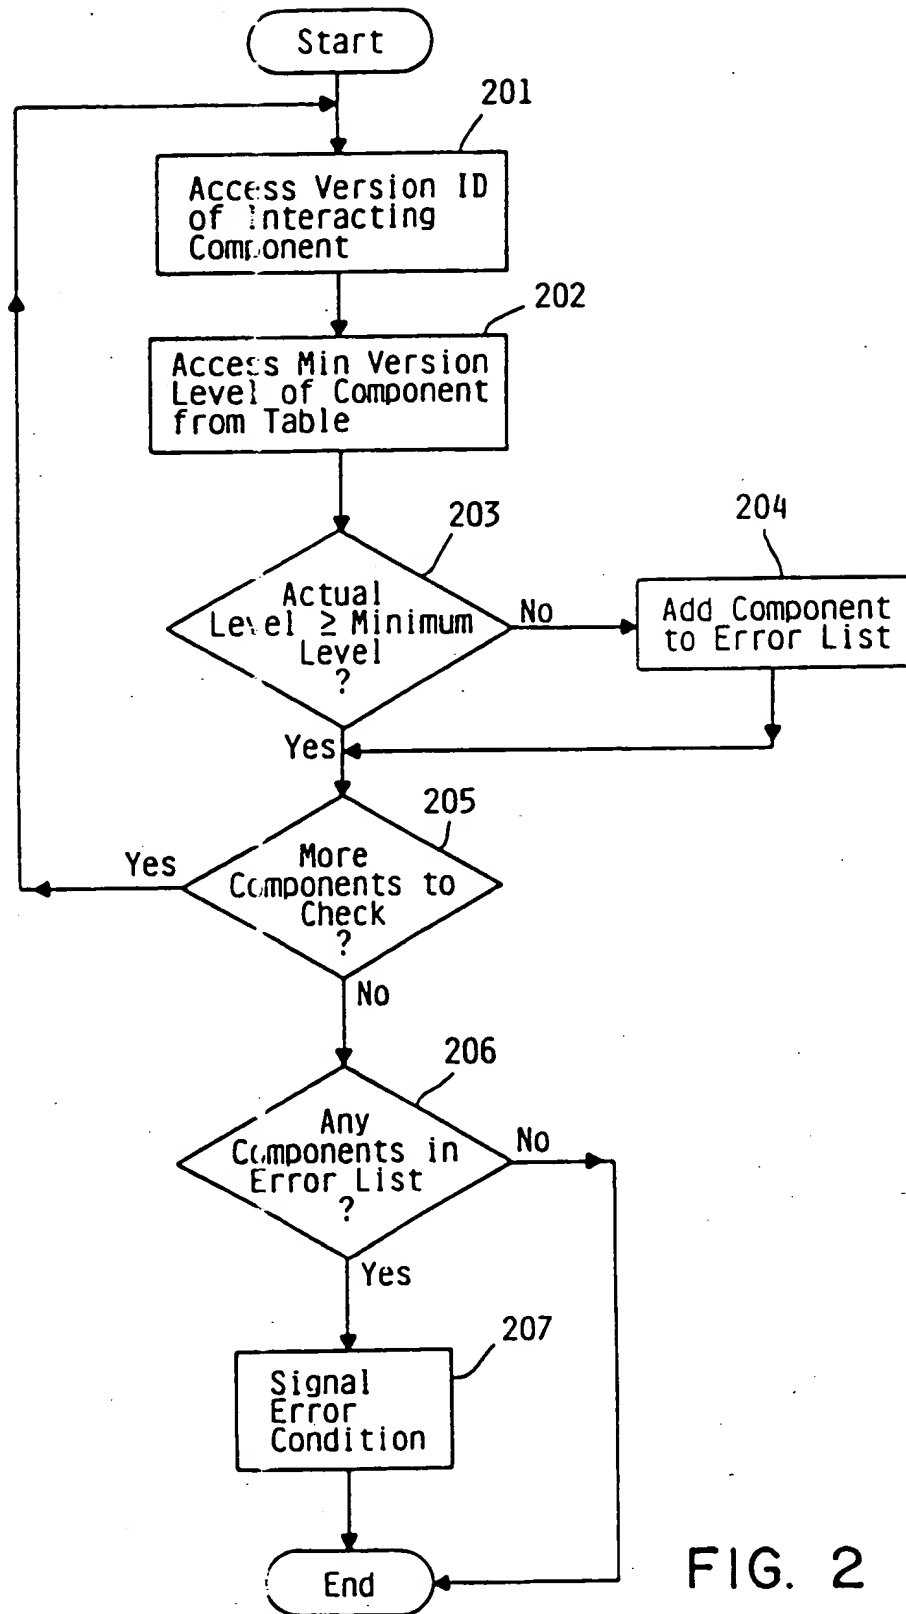 Start
201
Access Version ID
of Interacting
Component
202
Access Min Version
Level of Component
from Table
203
Actual
Level ≥ Minimum
Level
?
No
204
Add Component
to Error List
Yes
205
More
Components to
Check
?
Yes
No
206
Any
Components in
Error List
?
No
Yes
207
Signal
Error
Condition
End
FIG. 2